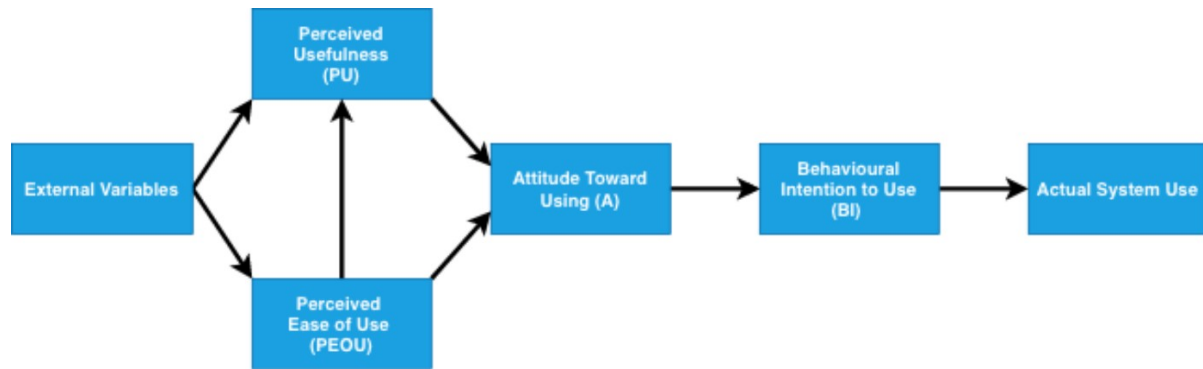 Perceived
Usefulness
(PU)
External Variables
Attitude Toward
Using (A)
Behavioural
Intention to Use
(BI)
Actual System Use
Perceived
Ease of Use
(PEOU)